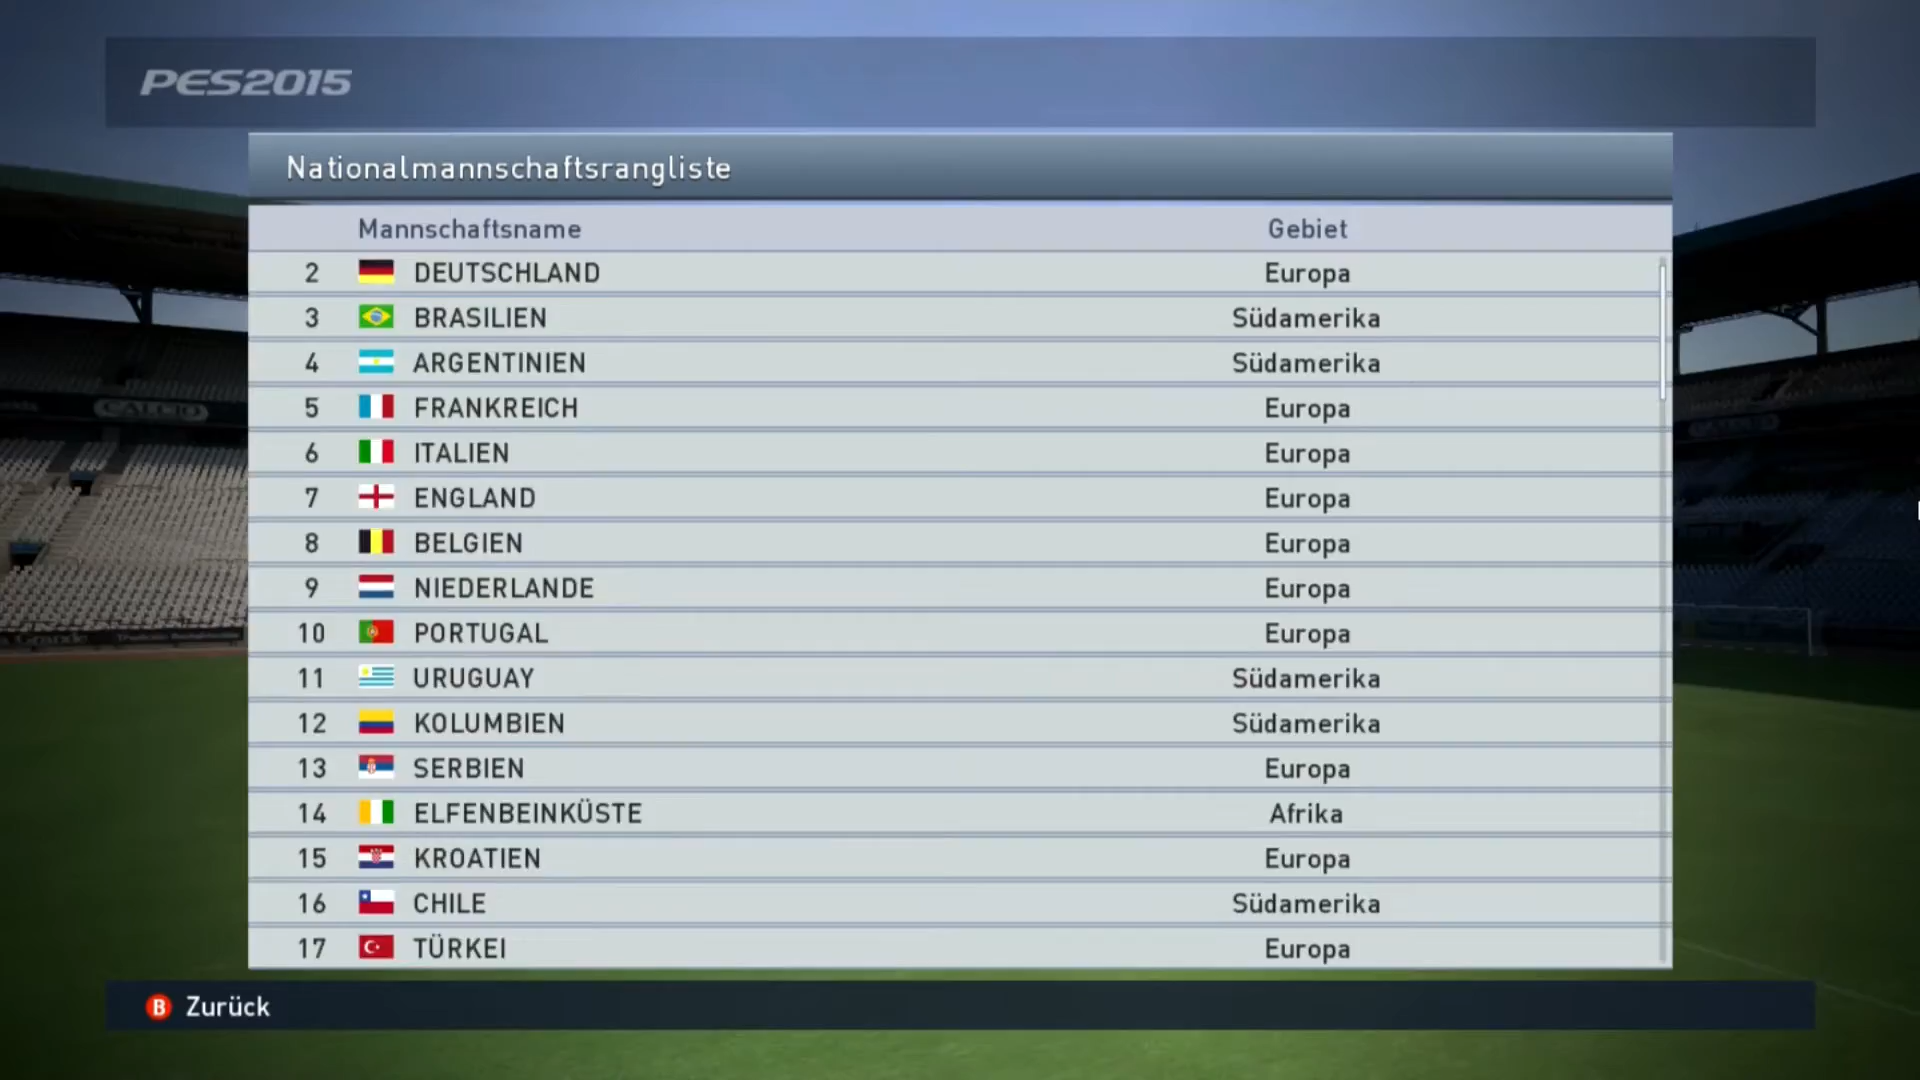 PES2015
Nationalmannschaftsrangliste
Mannschaftsname Gebiet
2 DEUTSCHLAND Europa
3 BRASILIEN Südamerika
4 ARGENTINIEN Südamerika
5 FRANKREICH Europa
6 ITALIEN Europa
7 ENGLAND Europa
8 BELGIEN Europa
9 NIEDERLANDE Europa
10 PORTUGAL Europa
11 URUGUAY Südamerika
12 KOLUMBIEN Südamerika
13 SERBIEN Europa
14 ELFENBEINKÜSTE Afrika
15 KROATIEN Europa
16 CHILE Südamerika
17 TÜRKEI Europa
CALCIO
B Zurück